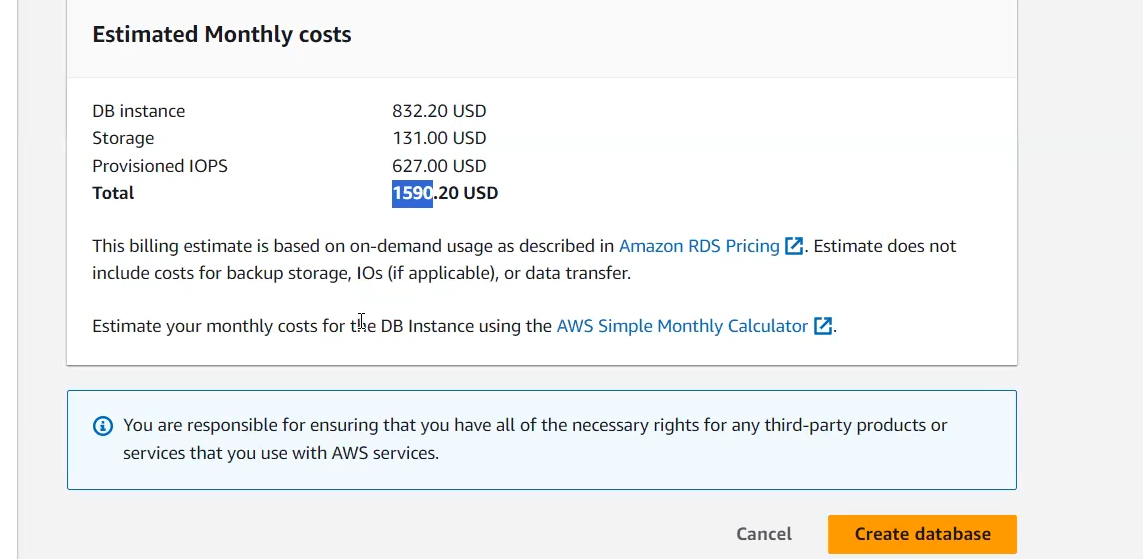 Estimated Monthly costs
DB instance 832.20 USD
Storage 131.00 USD
Provisioned IOPS 627.00 USD
Total 1590.20 USD
This billing estimate is based on on-demand usage as described in Amazon RDS Pricing. Estimate does not
include costs for backup storage, IOs (if applicable), or data transfer.
Estimate your monthly costs for the DB Instance using the AWS Simple Monthly Calculator.
You are responsible for ensuring that you have all of the necessary rights for any third-party products or
services that you use with AWS services.
Cancel Create database